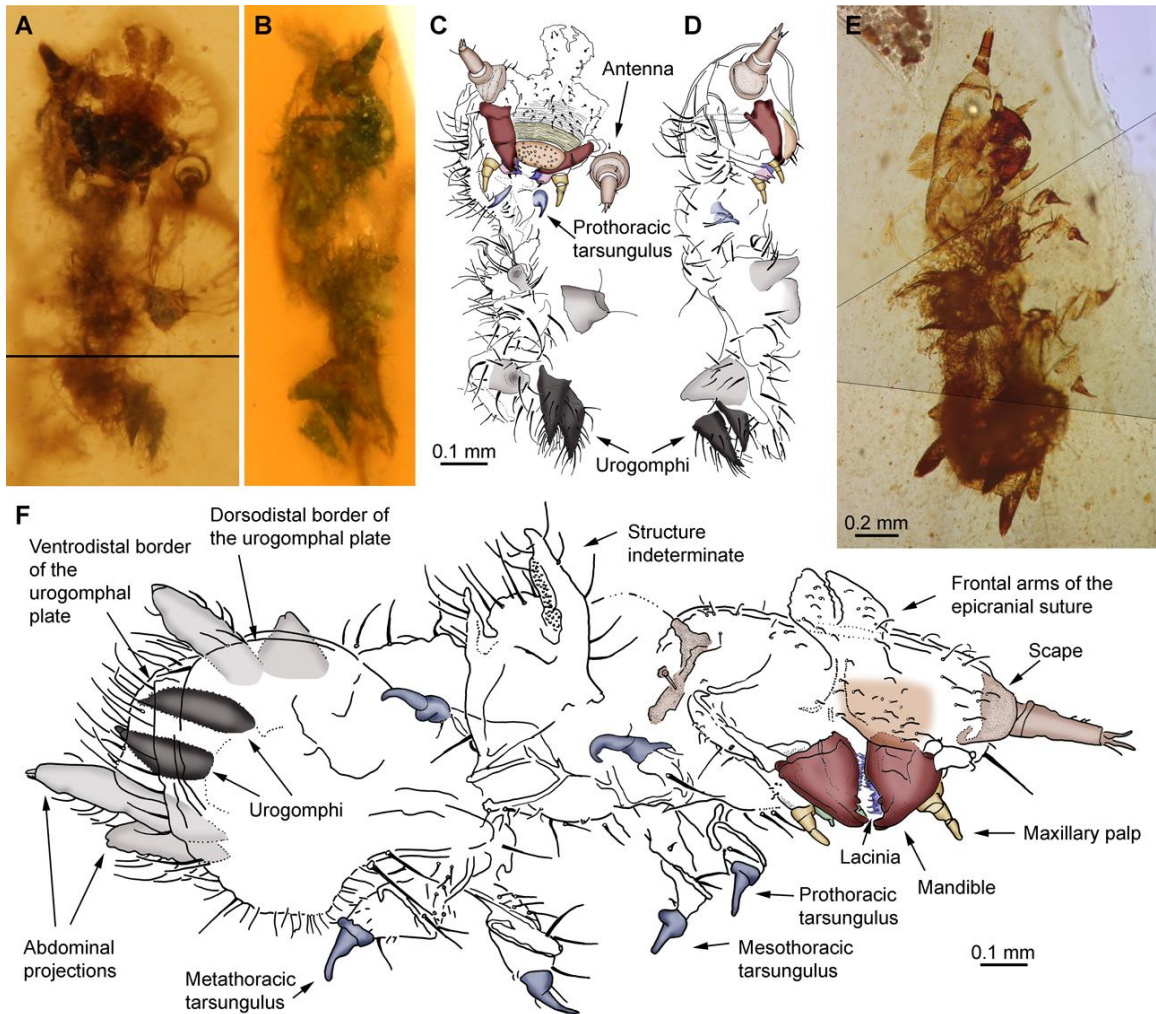 A
B
C
D
E
Antenna
Prothoracic
tarsungulus
Urogomphi
0.1 mm
0.2 mm
F
Dorsodistal border of
the urogomphal plate
Ventrodistal border
of the
urogomphal
plate
Structure
indeterminate
Frontal arms of the
epicranial suture
Scape
Urogomphi
Lacinia
Mandible
Maxillary palp
Prothoracic
tarsungulus
Mesothoracic
tarsungulus
Abdominal
projections
Metathoracic
tarsungulus
0.1 mm